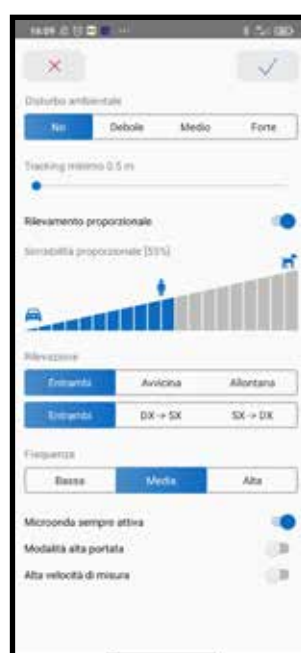 16:09
Disturbo ambientale
No Debole Medio Forte
Tracking minimo 0.5 m
Rilevamento proporzionale
Sensibilità proporzionale [55%]
Rilevazione
Entrambi Avvicina Allontana
Entrambi DX -> SX SX -> DX
Frequenza
Bassa Media Alta
Microonda sempre attiva
Modalità alta portata
Alta velocità di misura